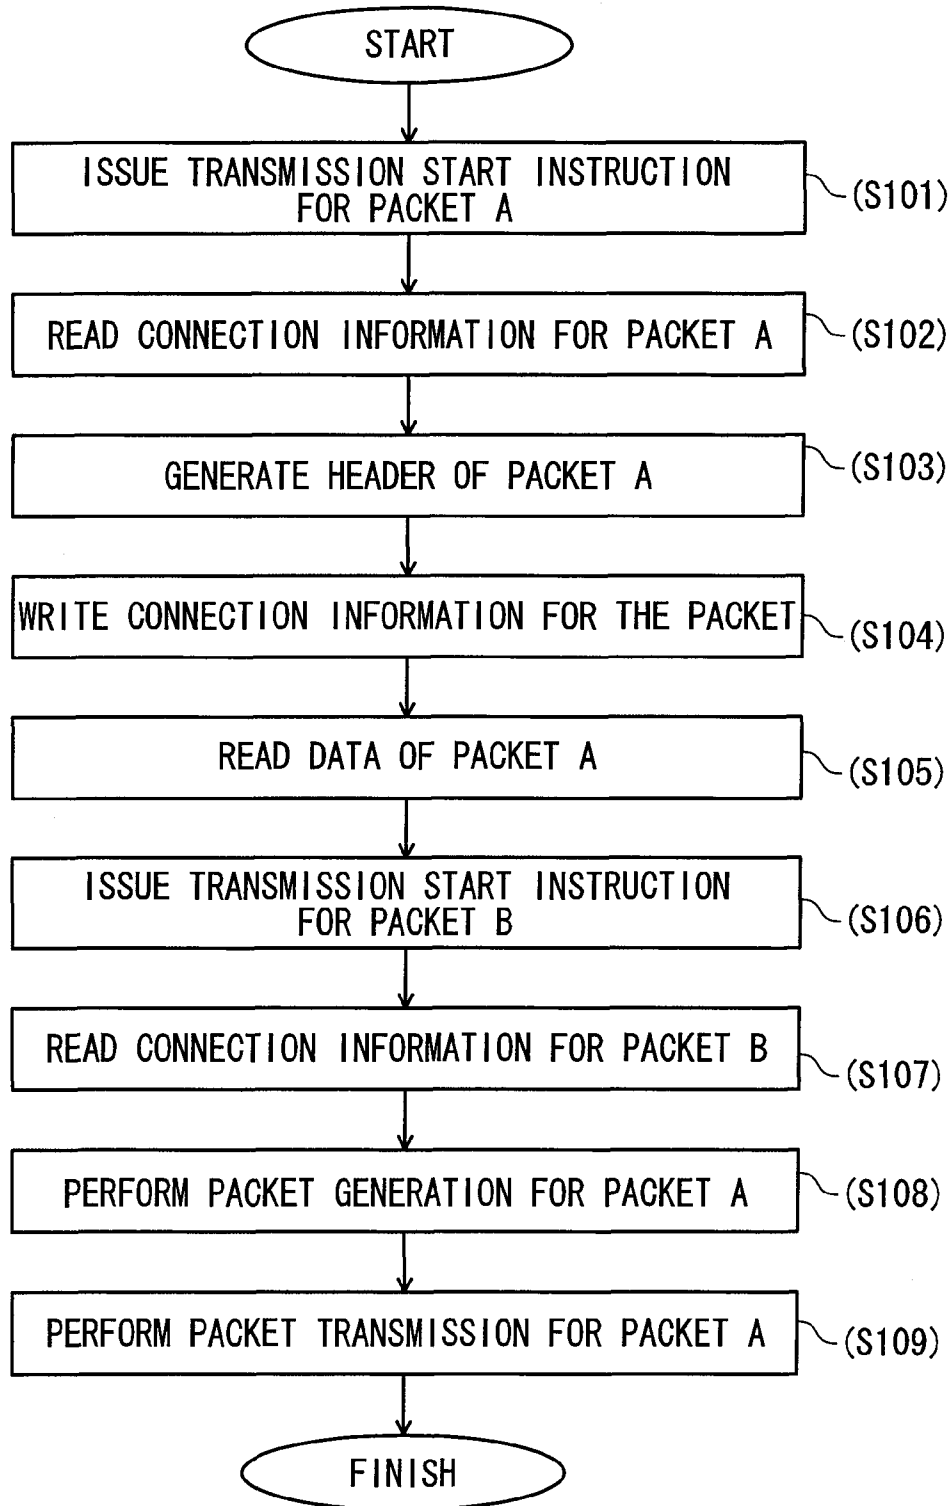 START
ISSUE TRANSMISSION START INSTRUCTION
FOR PACKET A
(S101)
READ CONNECTION INFORMATION FOR PACKET A
(S102)
GENERATE HEADER OF PACKET A
(S103)
WRITE CONNECTION INFORMATION FOR THE PACKET
(S104)
READ DATA OF PACKET A
(S105)
ISSUE TRANSMISSION START INSTRUCTION
FOR PACKET B
(S106)
READ CONNECTION INFORMATION FOR PACKET B
(S107)
PERFORM PACKET GENERATION FOR PACKET A
(S108)
PERFORM PACKET TRANSMISSION FOR PACKET A
(S109)
FINISH